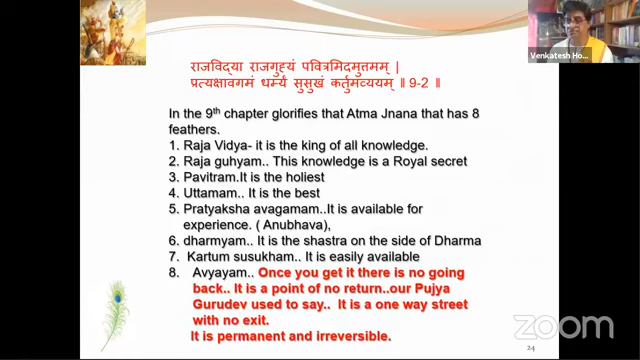 Venkatesh Ho...
राजविद्या राजगुह्यं पवित्रमिदमुत्तमम् |
प्रत्यक्षावगमं धर्म्यं सुसुखं कर्तुमव्ययम् ॥ 9-2 ॥
In the 9th chapter glorifies that Atma Jnana that has 8
feathers.
1. Raja Vidya- it is the king of all knowledge.
2. Raja guhyam.. This knowledge is a Royal secret
3. Pavitram.It is the holiest
4. Uttamam.. It is the best
5. Pratyaksha avagamam..It is available for
experience. ( Anubhava),
6. dharmyam.. It is the shastra on the side of Dharma
7. Kartum susukham.. It is easily available
8. Avyayam.. Once you get it there is no going
back.. It is a point of no return..our Pujya
Gurudev used to say.. It is a one way street
with no exit.
It is permanent and irreversible.
zoom
24